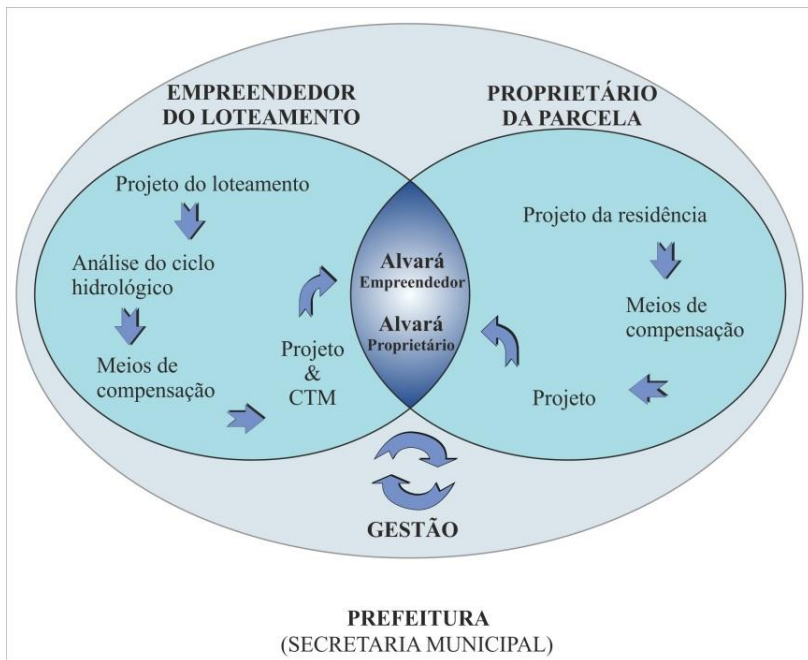 EMPREENDEDOR
DO LOTEAMENTO
Projeto do loteamento
Análise do ciclo
hidrológico
Meios de
compensação
Projeto
&
CTM
Alvará
Empreendedor
Alvará
Proprietário
PROPRIETÁRIO
DA PARCELA
Projeto da residência
Meios de
compensação
Projeto
GESTÃO
PREFEITURA
(SECRETARIA MUNICIPAL)